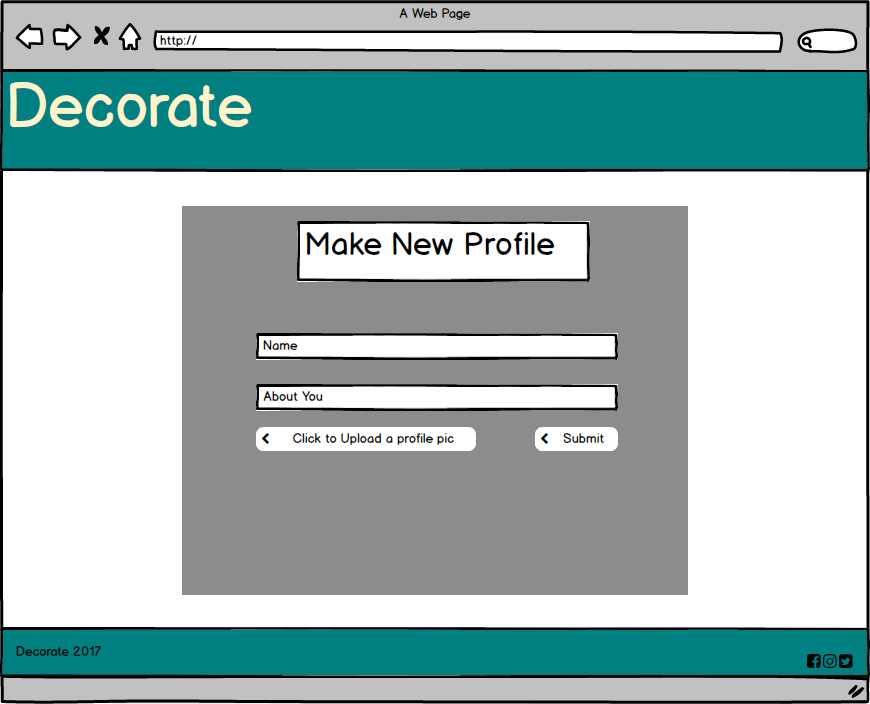 A Web Page
http://
Decorate
Make New Profile
Name
About You
Click to Upload a profile pic
Submit
Decorate 2017